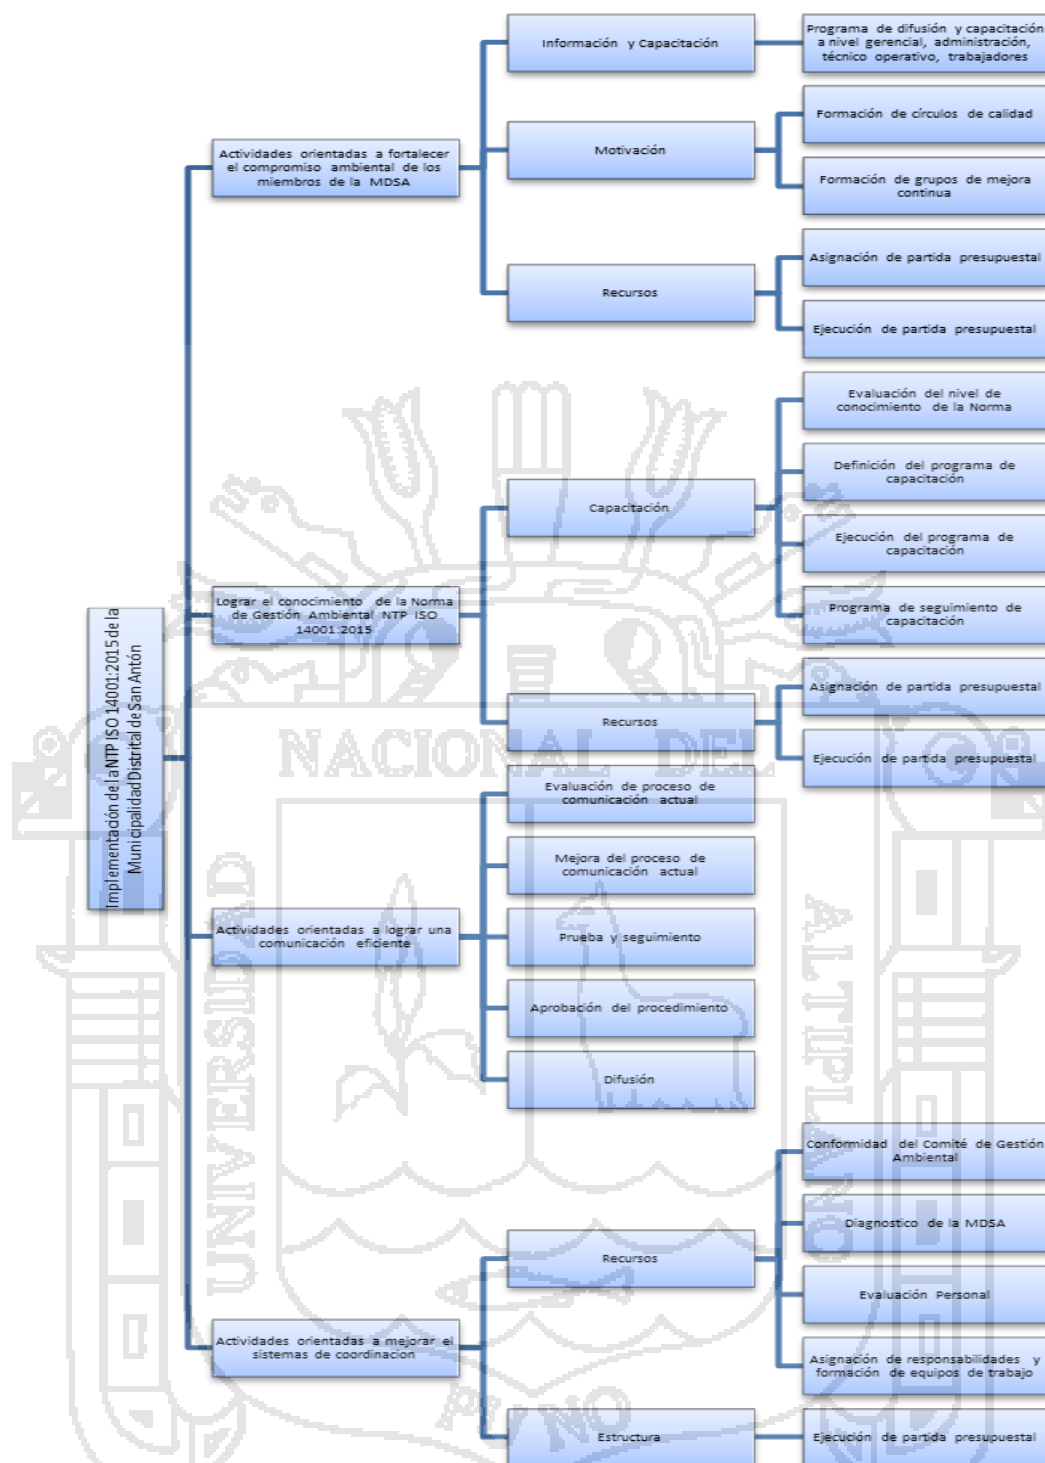 Implementación de la NTP ISO 14001:2015 de la
Municipalidad Distrital de San Antón
Actividades orientadas a fortalecer
el compromiso ambiental de los
miembros de la MDSA
Información y Capacitación
Programa de difusión y capacitación
a nivel gerencial, administración,
técnico operativo, trabajadores
Motivación
Formación de círculos de calidad
Formación de grupos de mejora
continua
Recursos
Asignación de partida presupuestal
Ejecución de partida presupuestal
Lograr el conocimiento de la Norma
de Gestión Ambiental NTP ISO
14001:2015
Capacitación
Evaluación del nivel de
conocimiento de la Norma
Definición del programa de
capacitación
Ejecución del programa de
capacitación
Programa de seguimiento de
capacitación
Recursos
Asignación de partida presupuestal
Ejecución de partida presupuestal
Actividades orientadas a lograr una
comunicación eficiente
Evaluación de proceso de
comunicación actual
Mejora del proceso de
comunicación actual
Prueba y seguimiento
Aprobación del procedimiento
Difusión
Actividades orientadas a mejorar el
sistemas de coordinacion
Recursos
Conformidad del Comité de Gestión
Ambiental
Diagnostico de la MDSA
Evaluación Personal
Asignación de responsabilidades y
formación de equipos de trabajo
Estructura
Ejecución de partida presupuestal
UNIVERSIDAD
NACIONAL DEL
ALTIPLANO
PUNO